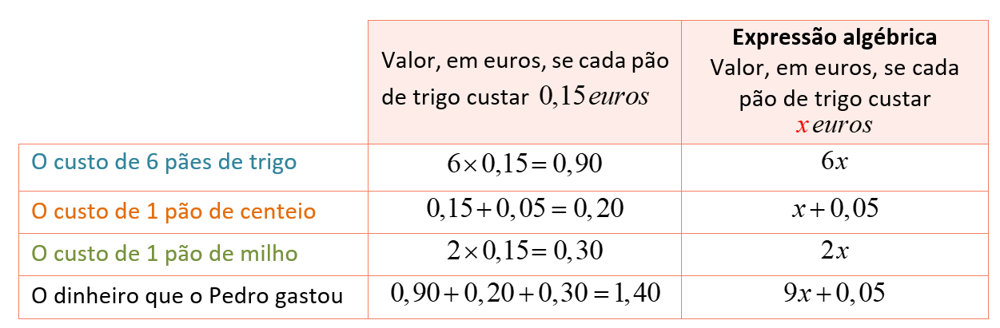 Valor, em euros, se cada pão
de trigo custar 0,15 euros
Expressão algébrica
Valor, em euros, se cada
pão de trigo custar
x euros
O custo de 6 pães de trigo
6×0,15=0,90
6x
O custo de 1 pão de centeio
0,15+0,05=0,20
x+0,05
O custo de 1 pão de milho
2×0,15=0,30
2x
O dinheiro que o Pedro gastou
0,90+0,20+0,30=1,40
9x+0,05